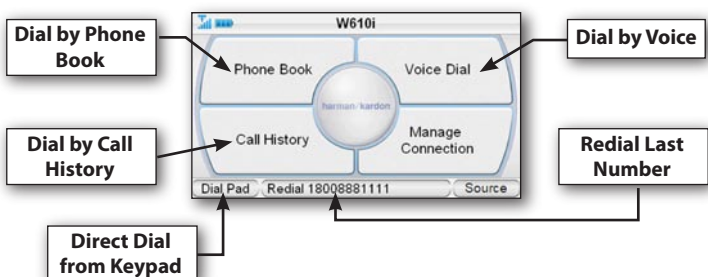 W610i
Dial by Phone
Book
Dial by Voice
Phone Book
Voice Dial
harman/kardon
Dial by Call
History
Call History
Manage
Connection
Redial Last
Number
Dial Pad
Redial 18008881111
Source
Direct Dial
from Keypad